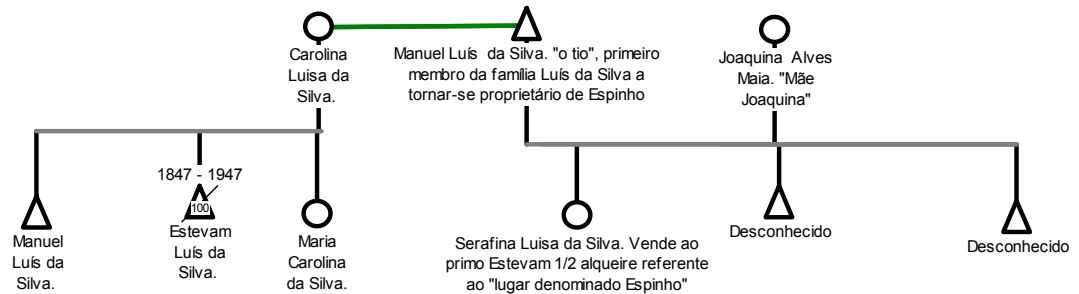 Carolina
Luisa da
Silva.
Manuel Luís da Silva. "o tio", primeiro
membro da família Luís da Silva a
tornar-se proprietário de Espinho
Joaquina Alves
Maia. "Mãe
Joaquina"
Manuel
Luís da
Silva.
1847 - 1947
100
Estevam
Luís da
Silva.
Maria
Carolina
da Silva.
Serafina Luisa da Silva. Vende ao
primo Estevam 1/2 alqueire referente
ao "lugar denominado Espinho"
Desconhecido
Desconhecido